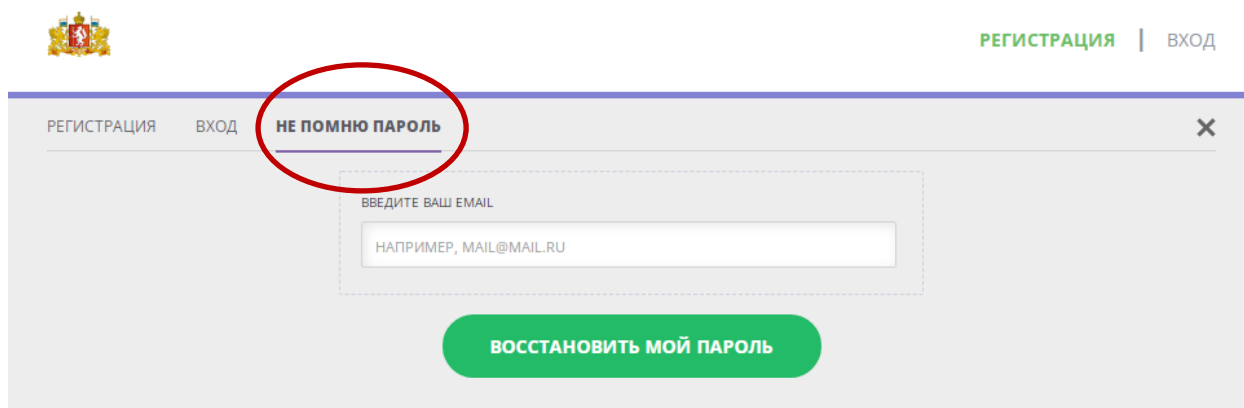 РЕГИСТРАЦИЯ | ВХОД
РЕГИСТРАЦИЯ ВХОД НЕ ПОМНЮ ПАРОЛЬ
ВВЕДИТЕ ВАШ EMAIL
НАПРИМЕР, MAIL@MAIL.RU
ВОССТАНОВИТЬ МОЙ ПАРОЛЬ